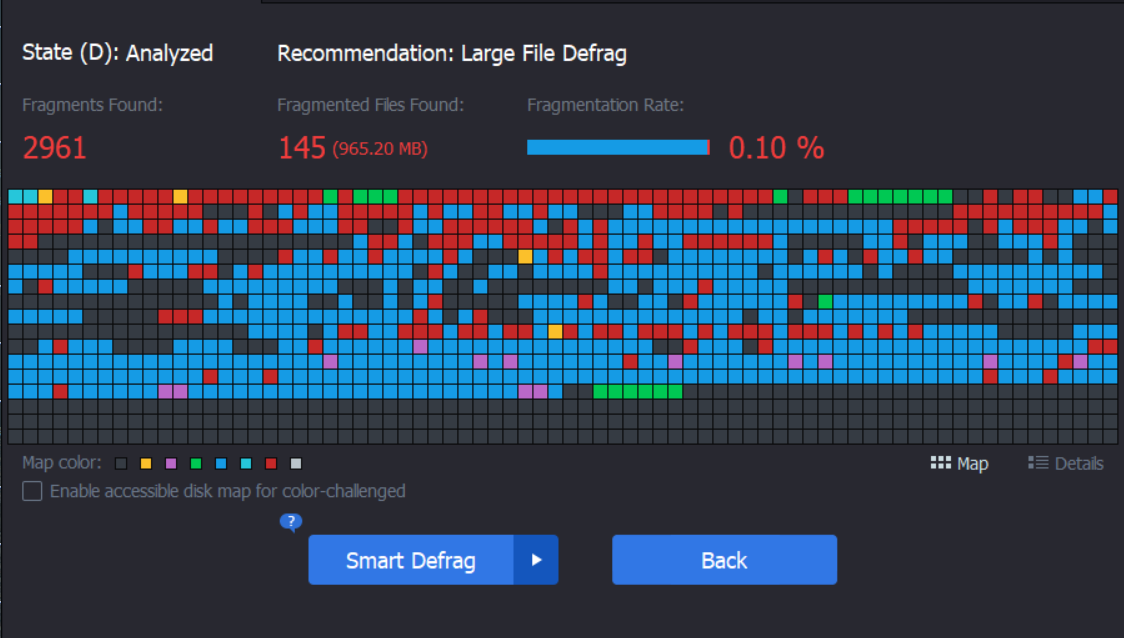 State (D): Analyzed
Recommendation: Large File Defrag
Fragments Found:
Fragmented Files Found:
Fragmentation Rate:
2961
145 (965.20 MB)
0.10 %
Map color:
Map
Details
Enable accessible disk map for color-challenged
?
Smart Defrag
Back